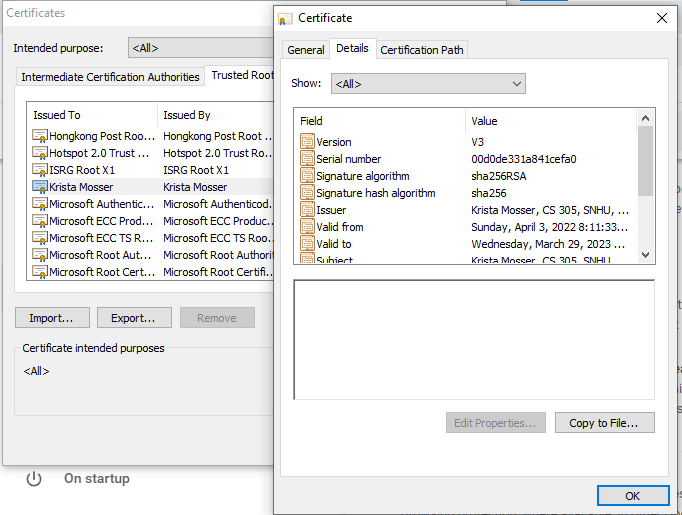 Certificates
Intended purpose: <All>
Intermediate Certification Authorities Trusted Root
Issued To Issued By
Hongkong Post Roo... Hongkong Post Root ...
Hotspot 2.0 Trust ... Hotspot 2.0 Trust Ro...
ISRG Root X1 ISRG Root X1
Krista Mosser Krista Mosser
Microsoft Authentic... Microsoft Authenticod...
Microsoft ECC Prod... Microsoft ECC Produc...
Microsoft ECC TS R... Microsoft ECC TS Roo...
Microsoft Root Aut... Microsoft Root Authorit
Microsoft Root Cert... Microsoft Root Certifi...
Import... Export... Remove
Certificate intended purposes
<All>
On startup
Certificate
General Details Certification Path
Show: <All>
Field Value
Version V3
Serial number 00d0de331a841cefa0
Signature algorithm sha256RSA
Signature hash algorithm sha256
Issuer Krista Mosser, CS 305, SNHU, ...
Valid from Sunday, April 3, 2022 8:11:33...
Valid to Wednesday, March 29, 2023 ...
Subject Krista Mosser, CS 305, SNHU, ...
Edit Properties... Copy to File...
OK